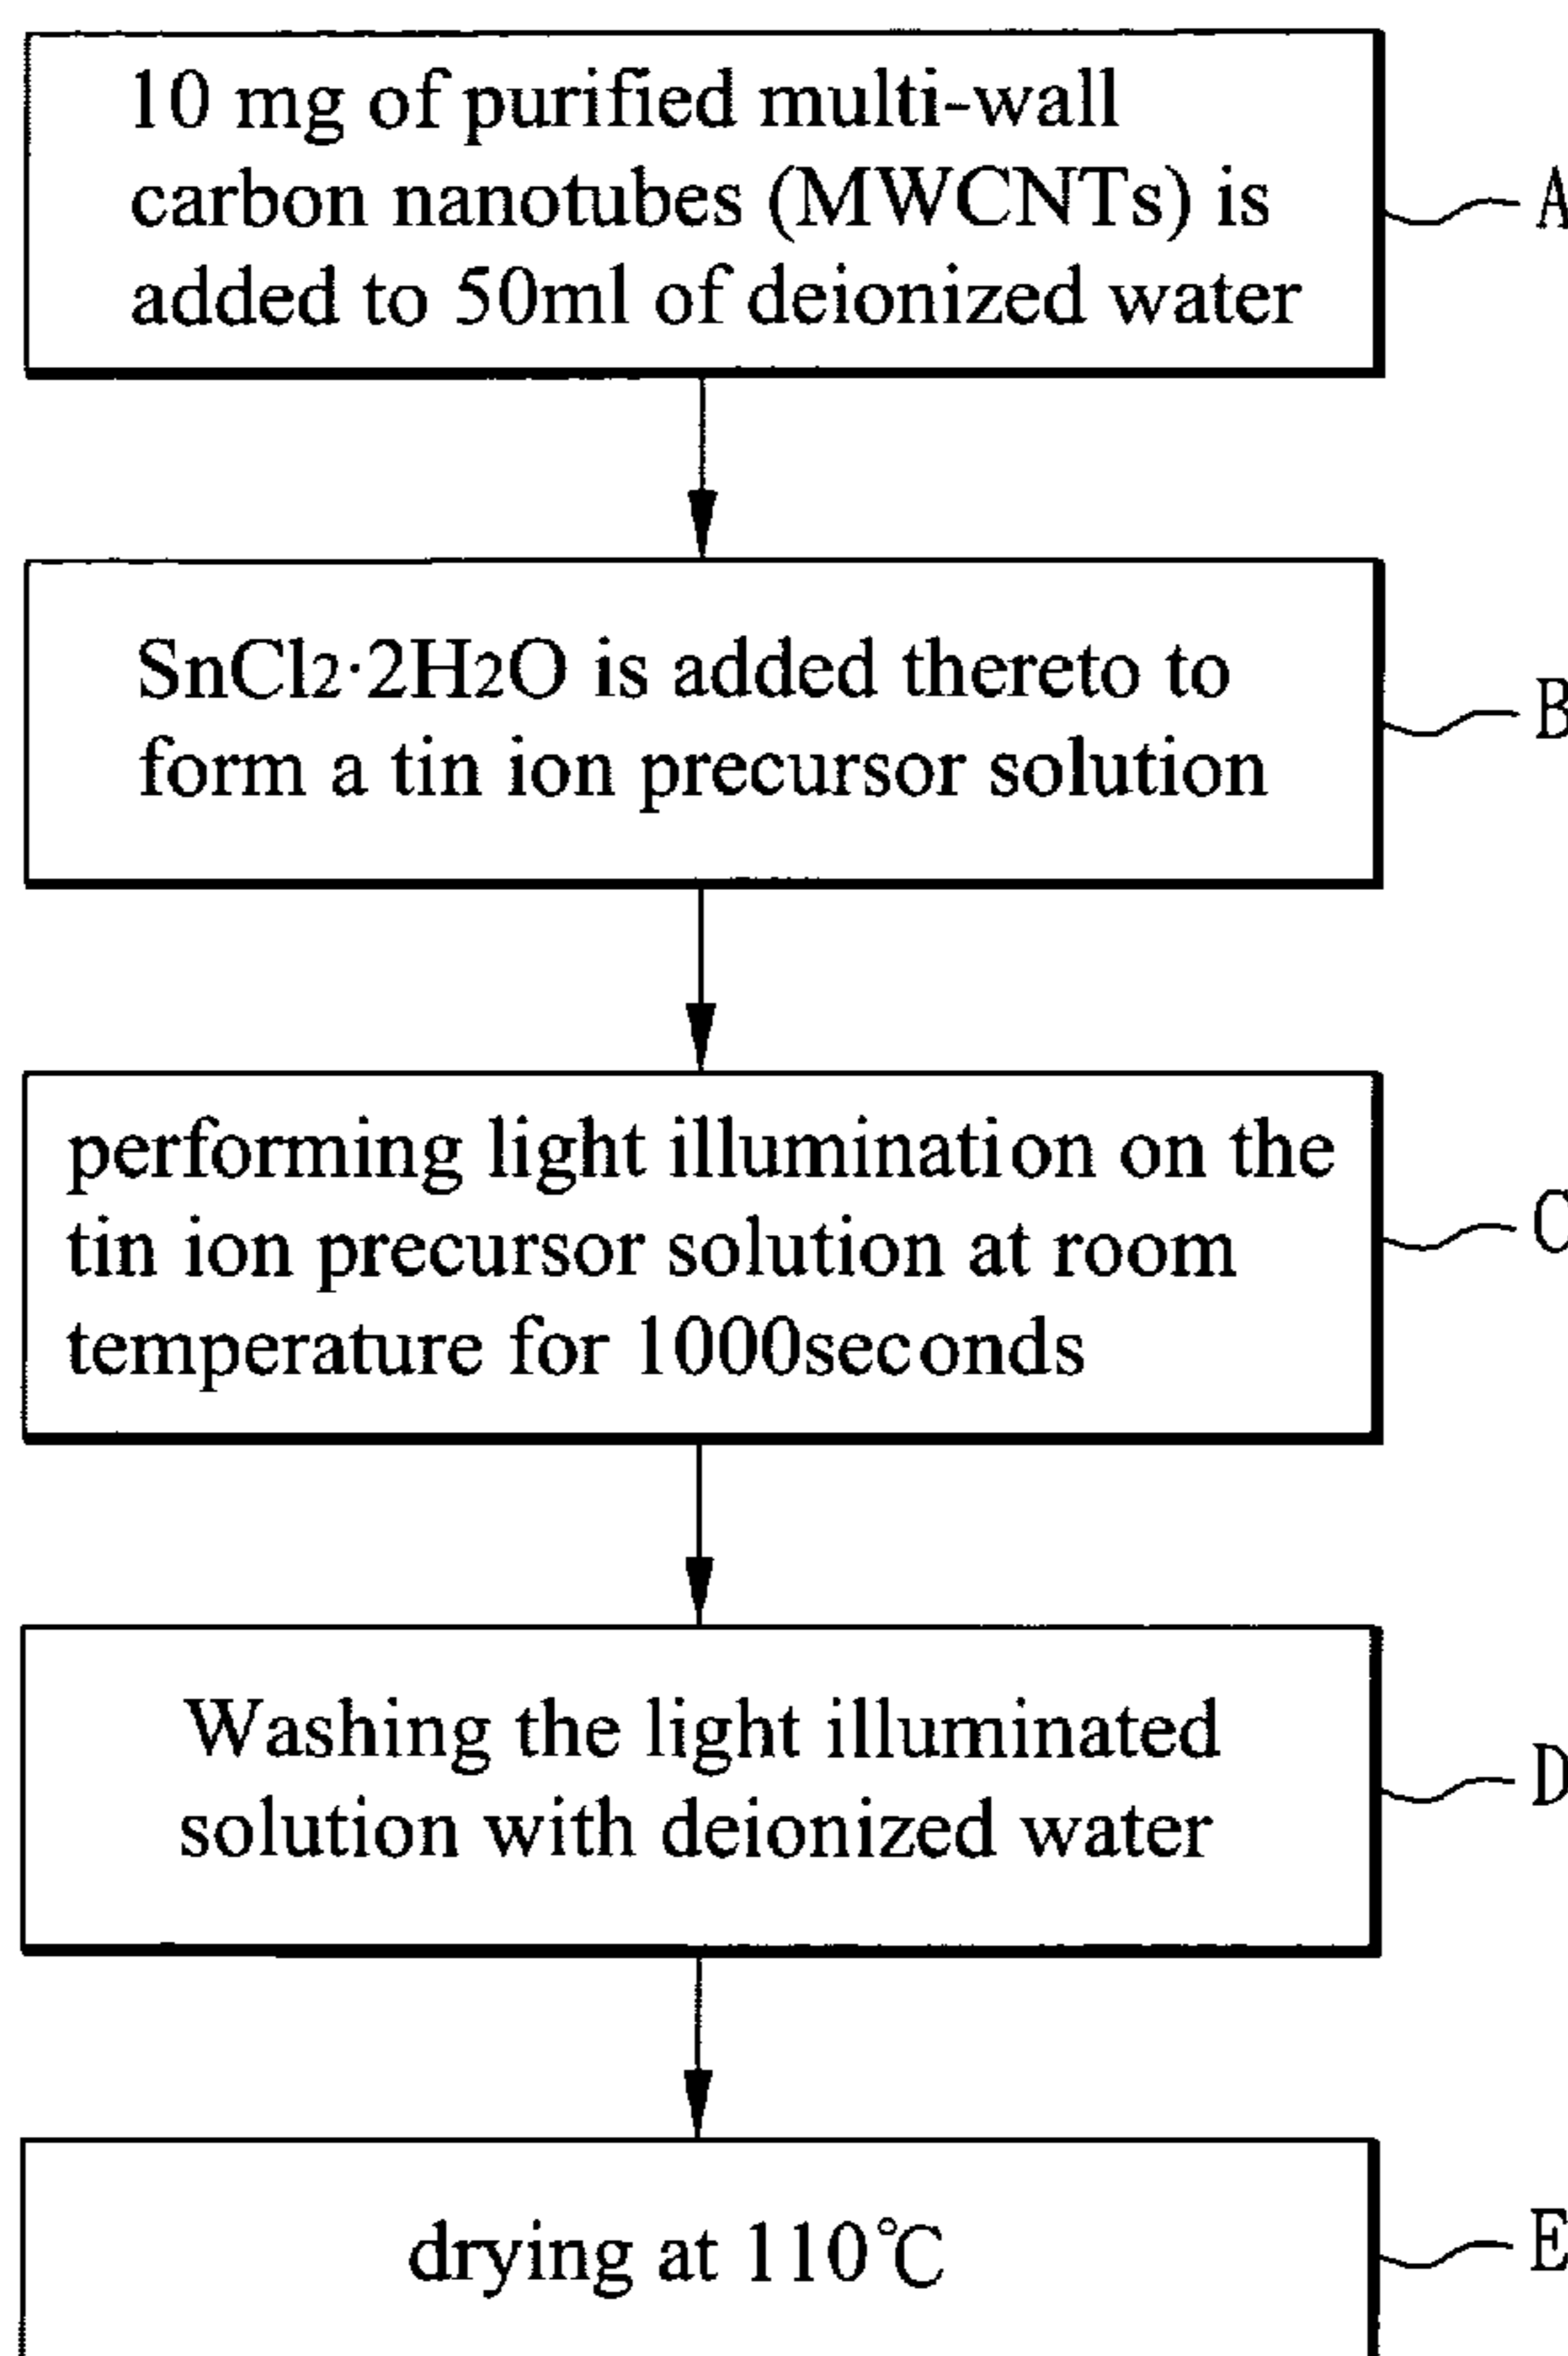 10 mg of purified multi-wall
carbon nanotubes (MWCNTs) is
added to 50ml of deionized water
A
SnCl2·2H2O is added thereto to
form a tin ion precursor solution
B
performing light illumination on the
tin ion precursor solution at room
temperature for 1000seconds
C
Washing the light illuminated
solution with deionized water
D
drying at 110℃
E